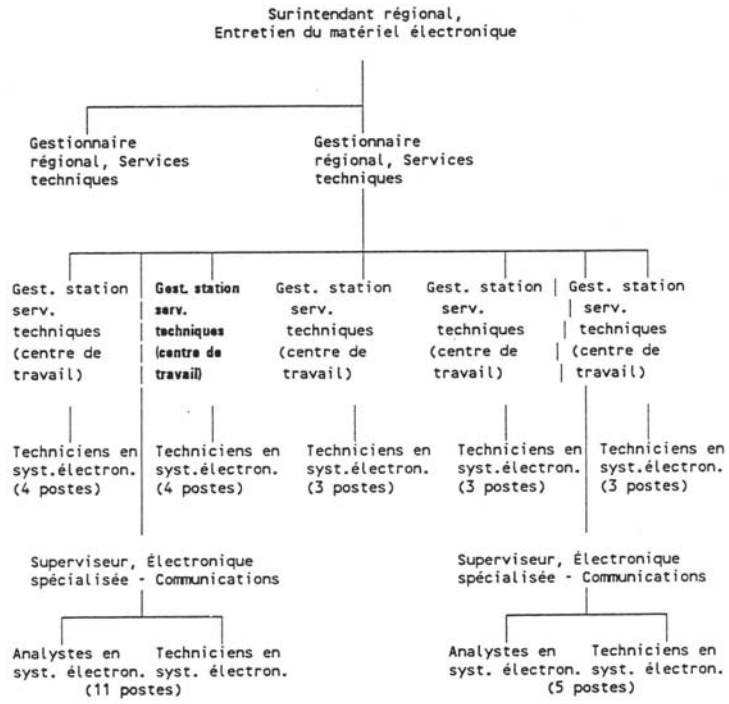 Surintendant régional,
Entretien du matériel électronique
Gestionnaire
régional, Services
techniques
Gestionnaire
régional, Services
techniques
Gest. station
serv.
techniques
(centre de
travail)
Gest. station
serv.
techniques
(centre de
travail)
Gest. station
serv.
techniques
(centre de
travail)
Gest. station
serv.
techniques
(centre de
travail)
Gest. station
serv.
techniques
(centre de
travail)
Techniciens en
syst.électron.
(4 postes)
Techniciens en
syst.électron.
(4 postes)
Techniciens en
syst.électron.
(3 postes)
Techniciens en
syst.électron.
(3 postes)
Techniciens en
syst.électron.
(3 postes)
Superviseur, Électronique
spécialisée - Communications
Superviseur, Électronique
spécialisée - Communications
Analystes en
syst. électron.
Techniciens en
syst. électron.
(11 postes)
Analystes en
syst. électron.
Techniciens en
syst. électron.
(5 postes)